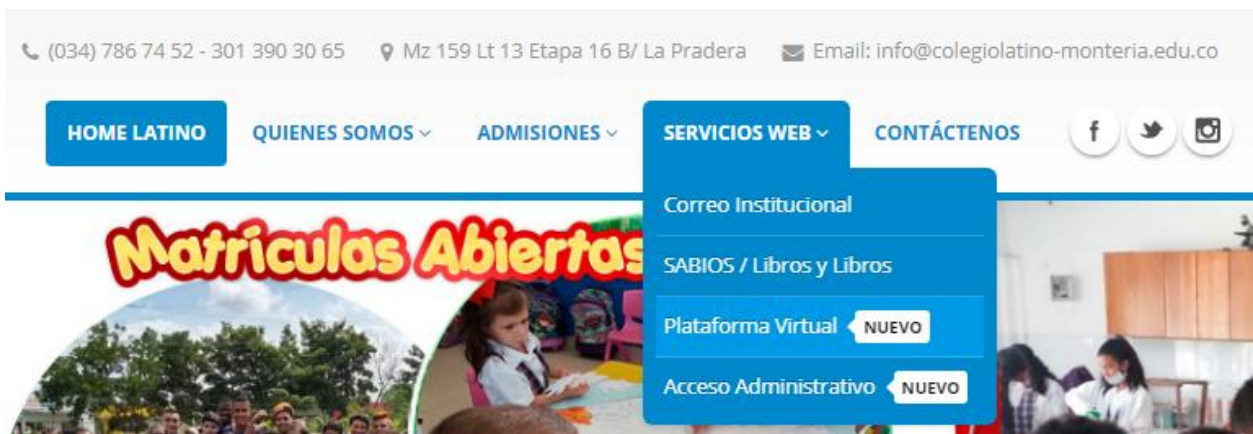 (034) 786 74 52 - 301 390 30 65 Mz 159 Lt 13 Etapa 16 B/ La Pradera Email: info@colegiolatino-monteria.edu.co
HOME LATINO QUIENES SOMOS ADMISIONES SERVICIOS WEB CONTÁCTENOS
Correo Institucional
Matrículas Abiertas
SABIOS / Libros y Libros
Plataforma Virtual NUEVO
Acceso Administrativo NUEVO